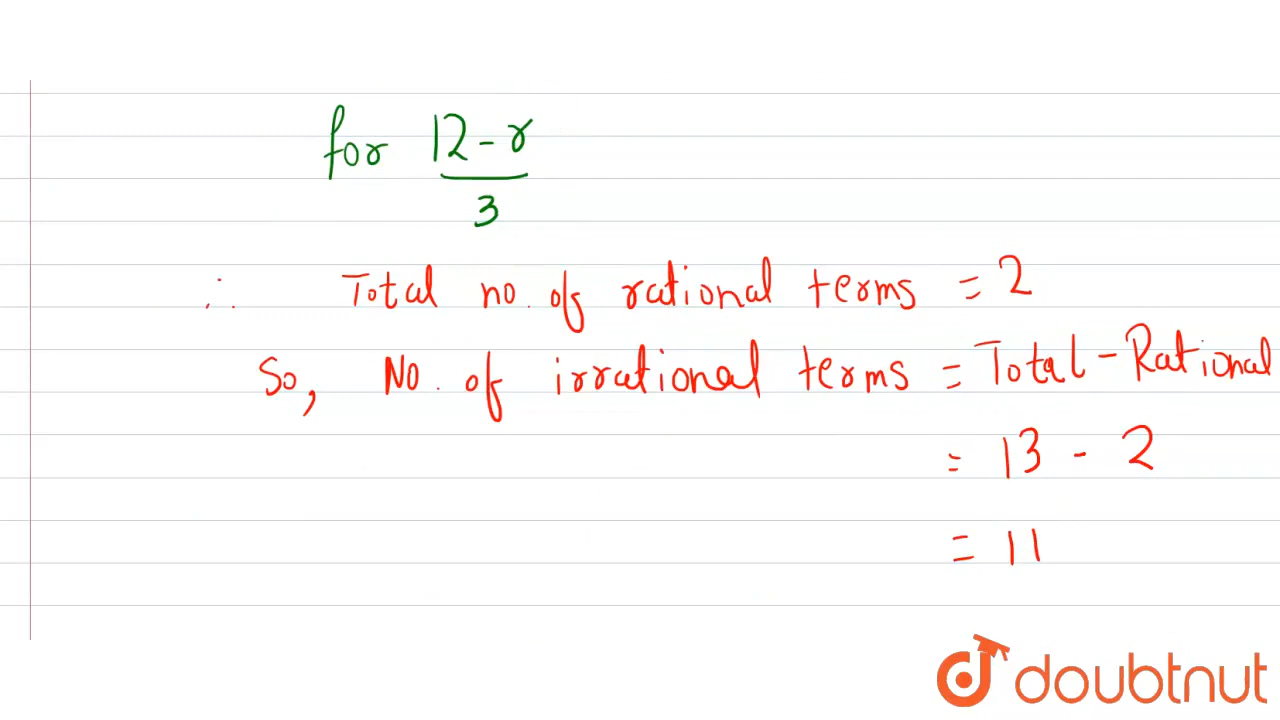 for 12-r
3
∴ Total no. of rational terms = 2
So, No. of irrational terms = Total - Rational
= 13 - 2
= 11
doubtnut